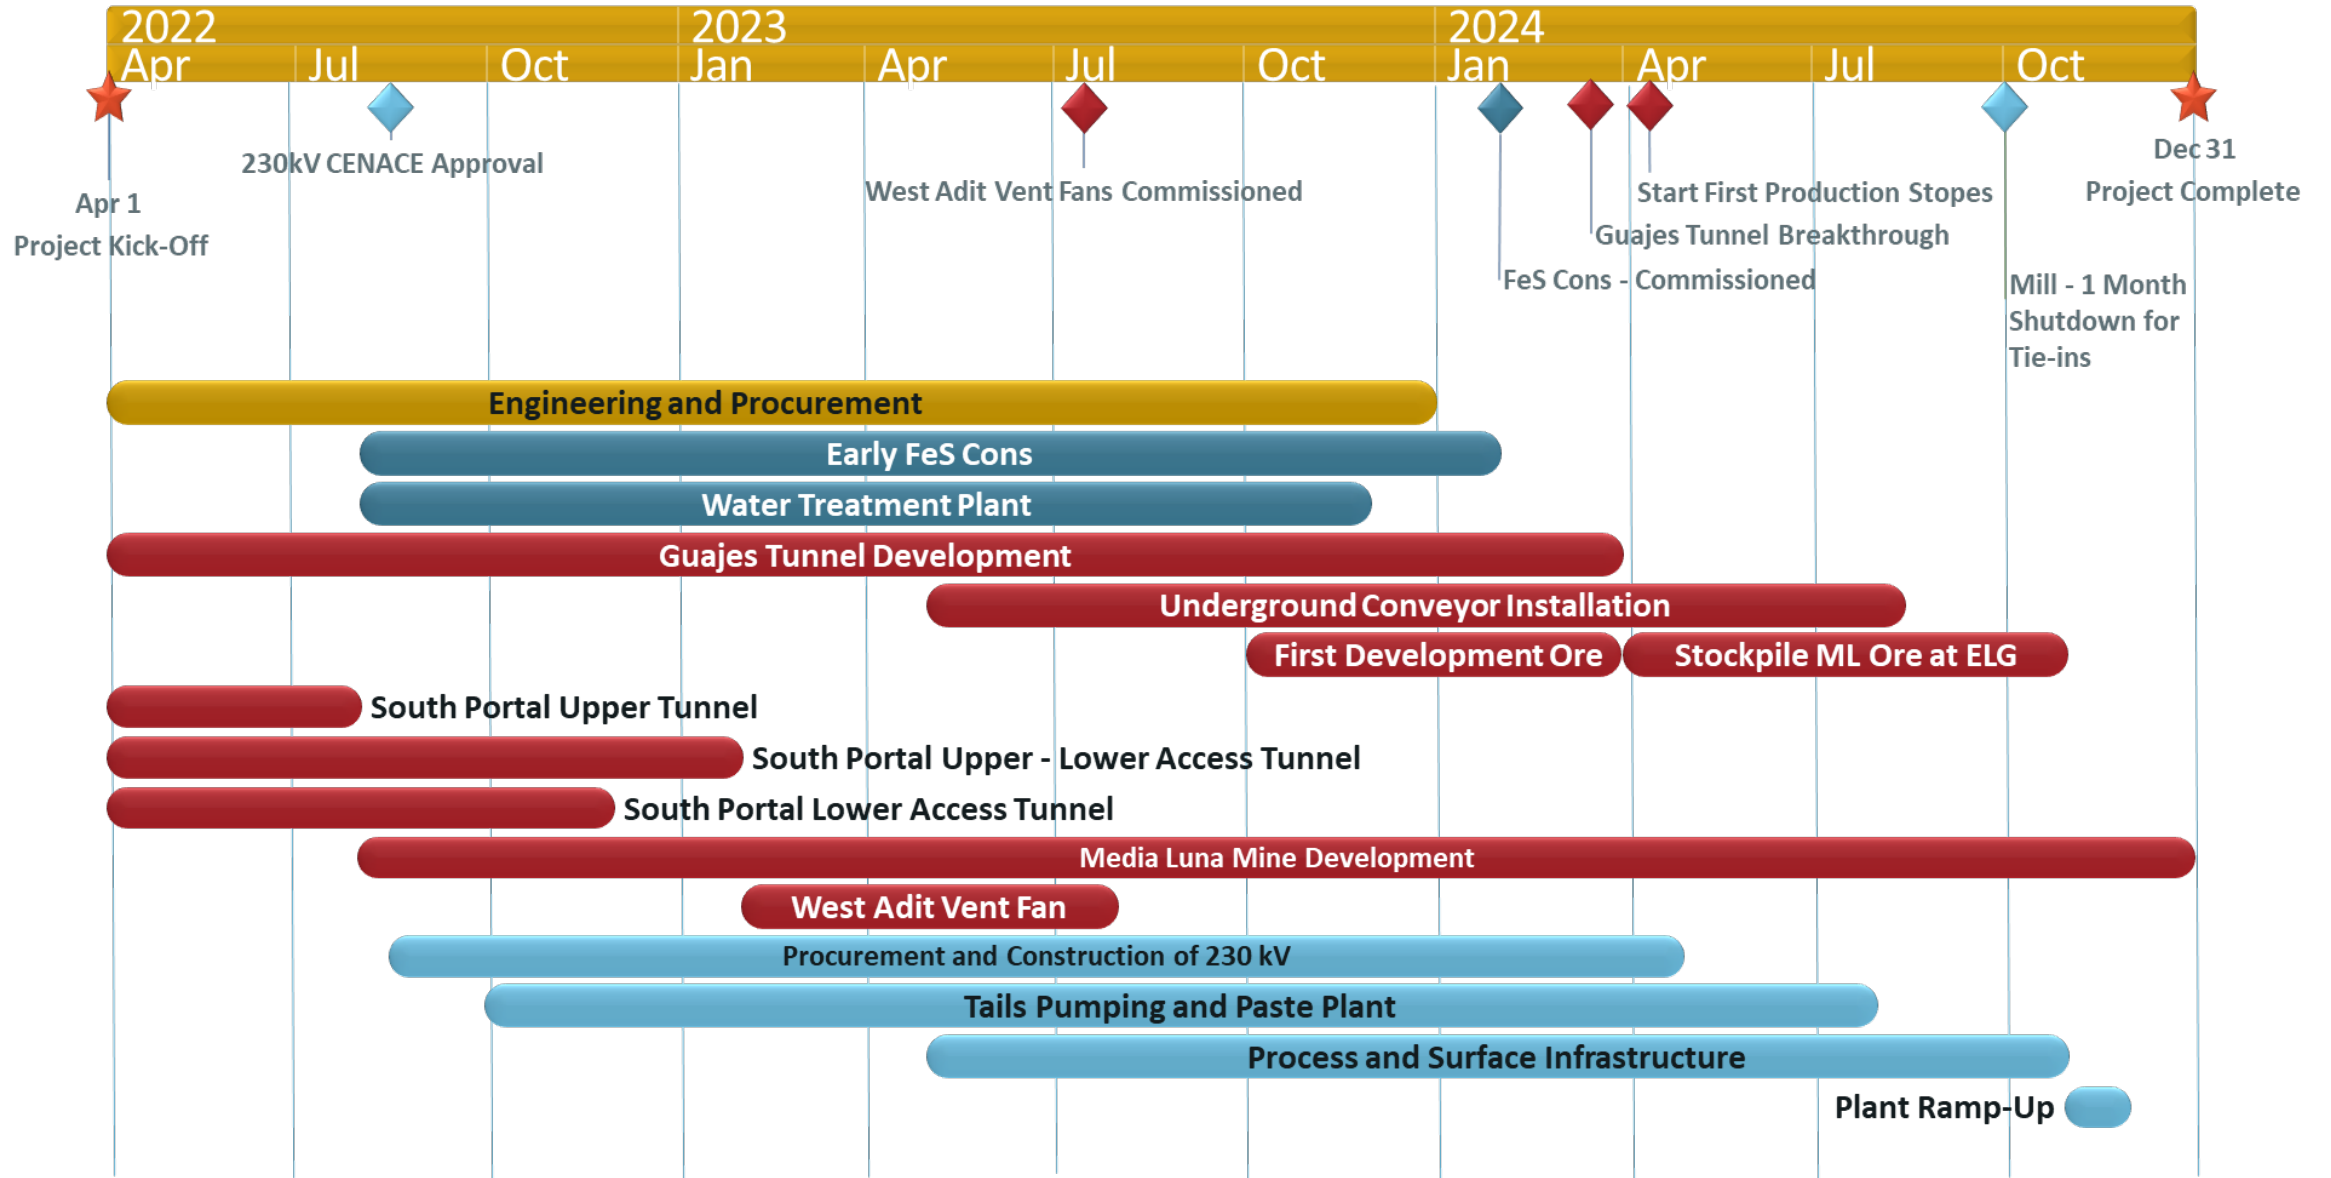 2022 2023 2024
Apr Jul Oct Jan Apr Jul Oct Jan Apr Jul Oct
230kV CENACE Approval
West Adit Vent Fans Commissioned
Start First Production Stopes
Guajes Tunnel Breakthrough
FeS Cons - Commissioned
Mill - 1 Month
Shutdown for
Tie-ins
Dec 31
Project Complete
Apr 1
Project Kick-Off
Engineering and Procurement
Early FeS Cons
Water Treatment Plant
Guajes Tunnel Development
Underground Conveyor Installation
First Development Ore
Stockpile ML Ore at ELG
South Portal Upper Tunnel
South Portal Upper - Lower Access Tunnel
South Portal Lower Access Tunnel
Media Luna Mine Development
West Adit Vent Fan
Procurement and Construction of 230 kV
Tails Pumping and Paste Plant
Process and Surface Infrastructure
Plant Ramp-Up